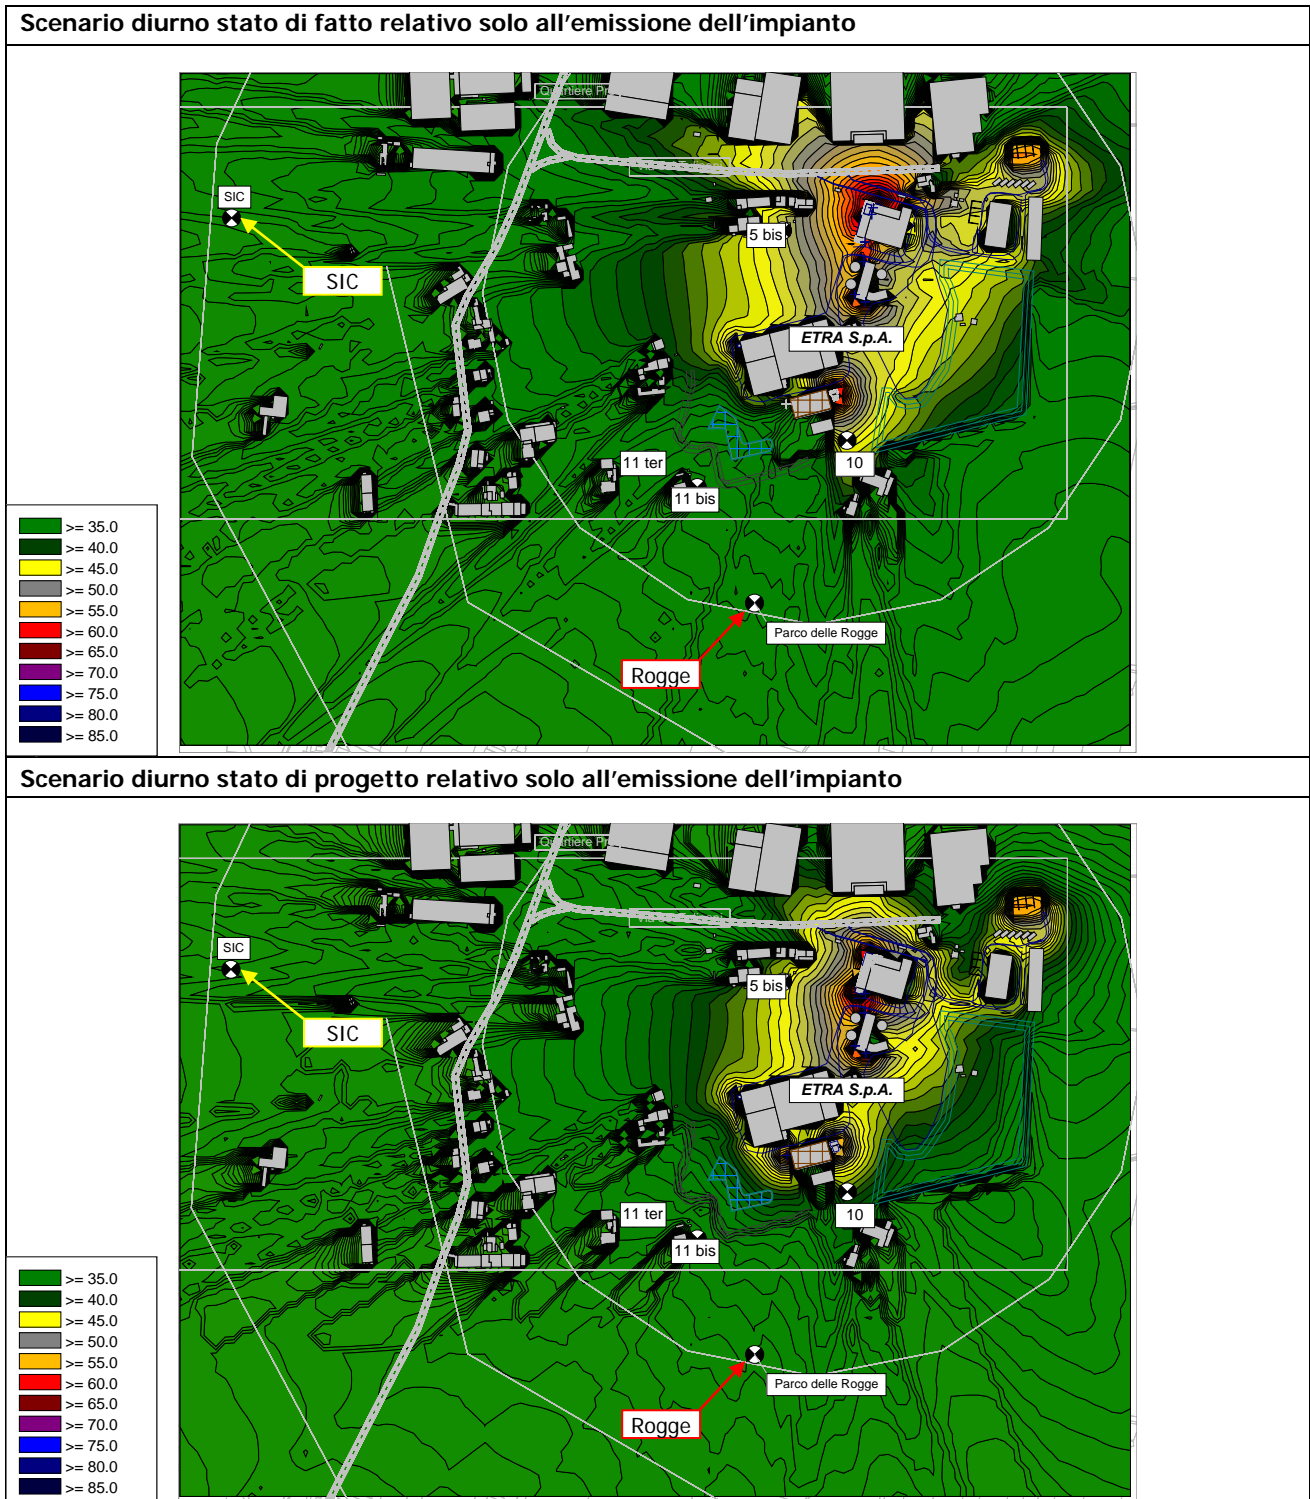 Scenario diurno stato di fatto relativo solo all'emissione dell'impianto
SIC
SIC
5 bis
ETRA S.p.A.
11 ter
10
11 bis
Parco delle Rogge
Rogge
>= 35.0
>= 40.0
>= 45.0
>= 50.0
>= 55.0
>= 60.0
>= 65.0
>= 70.0
>= 75.0
>= 80.0
>= 85.0
Scenario diurno stato di progetto relativo solo all'emissione dell'impianto
SIC
SIC
5 bis
ETRA S.p.A.
11 ter
10
11 bis
Parco delle Rogge
Rogge
>= 35.0
>= 40.0
>= 45.0
>= 50.0
>= 55.0
>= 60.0
>= 65.0
>= 70.0
>= 75.0
>= 80.0
>= 85.0